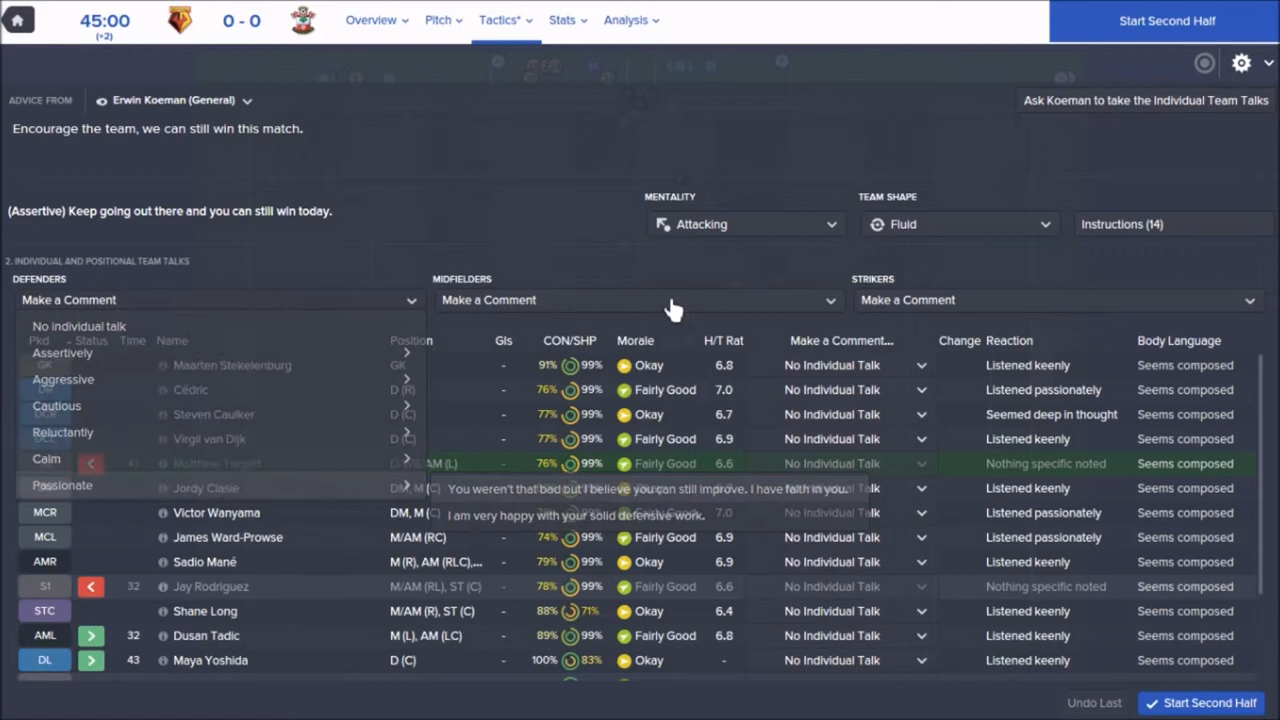 45:00 0 - 0 Overview Pitch Tactics* Stats Analysis Start Second Half
(+2)
ADVICE FROM Erwin Koeman (General) Ask Koeman to take the Individual Team Talks
Encourage the team, we can still win this match.
MENTALITY TEAM SHAPE
(Assertive) Keep going out there and you can still win today. Attacking Fluid Instructions (14)
2. INDIVIDUAL AND POSITIONAL TEAM TALKS
DEFENDERS MIDFIELDERS STRIKERS
Make a Comment Make a Comment Make a Comment
No individual talk
Pkd Status Time Name Position Gls CON/SHP Morale H/T Rat Make a Comment... Change Reaction Body Language
Assertively
GK Maarten Stekelenburg GK - 91% 99% Okay 6.8 No Individual Talk Listened keenly Seems composed
Aggressive
DR Cédric D (R) - 76% 99% Fairly Good 7.0 No Individual Talk Listened passionately Seems composed
Cautious
DCR Steven Caulker D (C) - 77% 99% Okay 6.7 No Individual Talk Seemed deep in thought Seems composed
Reluctantly
DCL Virgil van Dijk D (C) - 77% 99% Fairly Good 6.9 No Individual Talk Listened keenly Seems composed
Calm
41 Matthew Targett AM (L) - 76% 99% Fairly Good 6.6 No Individual Talk Nothing specific noted Seems composed
Passionate
Jordy Clasie DM, M (C) Listened keenly Seems composed
You weren't that bad but I believe you can still improve. I have faith in you.
MCR Victor Wanyama DM, M (C) 7.0 Listened passionately Seems composed
I am very happy with your solid defensive work.
MCL James Ward-Prowse M/AM (RC) - 74% 99% Fairly Good 6.9 No Individual Talk Listened passionately Seems composed
AMR Sadio Mané M (R), AM (RLC),... - 79% 99% Okay 6.9 No Individual Talk Listened keenly Seems composed
S1 32 Jay Rodriguez M/AM (RL), ST (C) - 78% 99% Fairly Good 6.6 No Individual Talk Nothing specific noted Seems composed
STC Shane Long M/AM (R), ST (C) - 88% 71% Okay 6.4 No Individual Talk Listened keenly Seems composed
AML 32 Dusan Tadic M (L), AM (LC) - 89% 99% Fairly Good 6.8 No Individual Talk Listened keenly Seems composed
DL 43 Maya Yoshida D (C) - 100% 83% Okay - No Individual Talk Listened keenly Seems composed
Undo Last Start Second Half